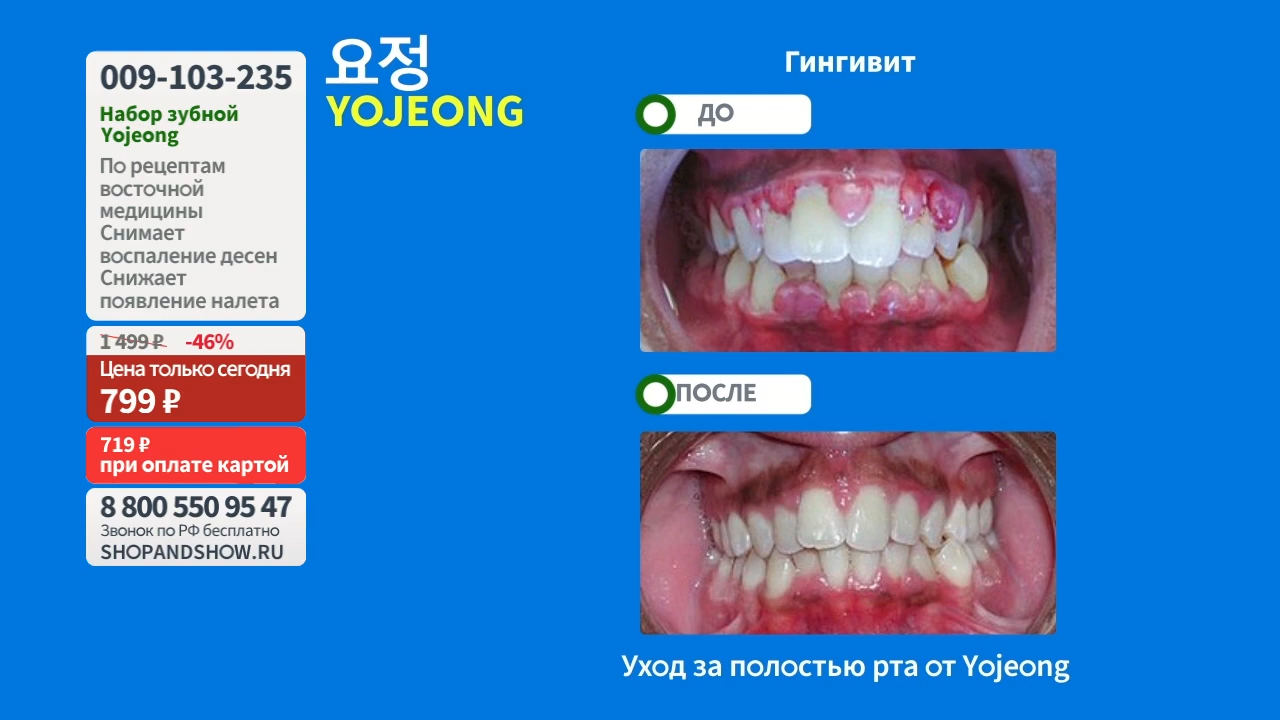 009-103-235
Набор зубной
Yojeong
По рецептам
восточной
медицины
Снимает
воспаление десен
Снижает
появление налета
1 499 ₽ -46%
Цена только сегодня
799 ₽
719 ₽
при оплате картой
8 800 550 95 47
Звонок по РФ бесплатно
SHOPANDSHOW.RU
요정
YOJEONG
Гингивит
ДО
ПОСЛЕ
Уход за полостью рта от Yojeong